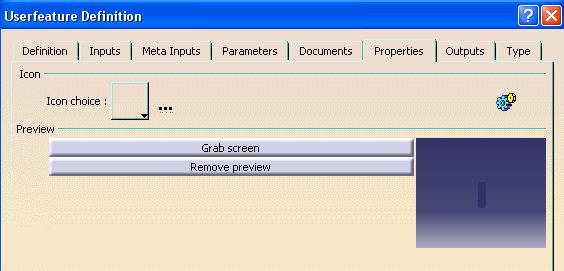 Userfeature Definition
Definition Inputs Meta Inputs Parameters Documents Properties Outputs Type
Icon
Icon choice : ...
Preview
Grab screen
Remove preview